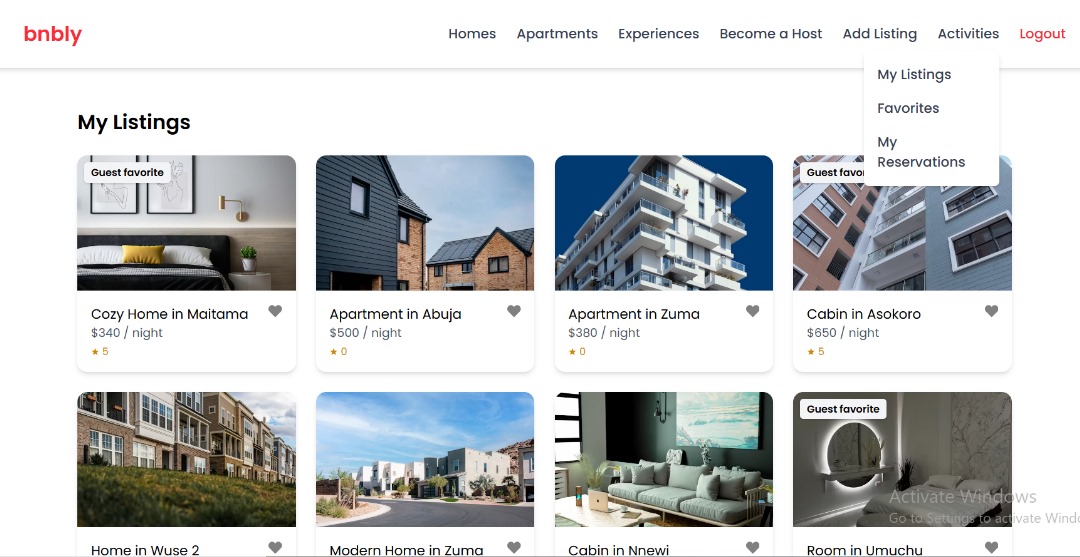 bnbly
Homes
Apartments
Experiences
Become a Host
Add Listing
Activities
Logout
My Listings
Favorites
My
Reservations
My Listings
Guest favorite
Cozy Home in Maitama
$340 / night
★ 5
Apartment in Abuja
$500 / night
★ 0
Apartment in Zuma
$380 / night
★ 0
Guest favor
Cabin in Asokoro
$650 / night
★ 5
Home in Wuse 2
Modern Home in Zuma
Cabin in Nnewi
Guest favorite
Room in Umuchu
Activate Windows
Go to Settings to activate Windo